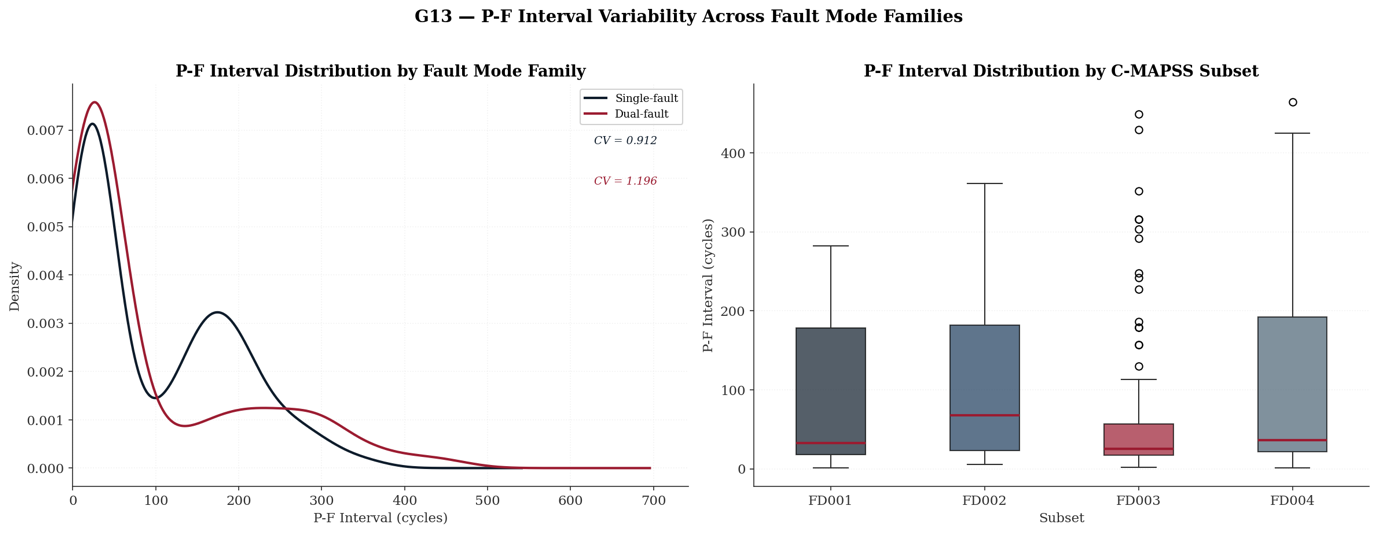 G13 — P-F Interval Variability Across Fault Mode Families
P-F Interval Distribution by Fault Mode Family
Single-fault
Dual-fault
CV = 0.912
CV = 1.196
0.007
0.006
0.005
0.004
0.003
0.002
0.001
0.000
Density
0 100 200 300 400 500 600 700
P-F Interval (cycles)
P-F Interval Distribution by C-MAPSS Subset
400
300
200
100
0
P-F Interval (cycles)
FD001 FD002 FD003 FD004
Subset